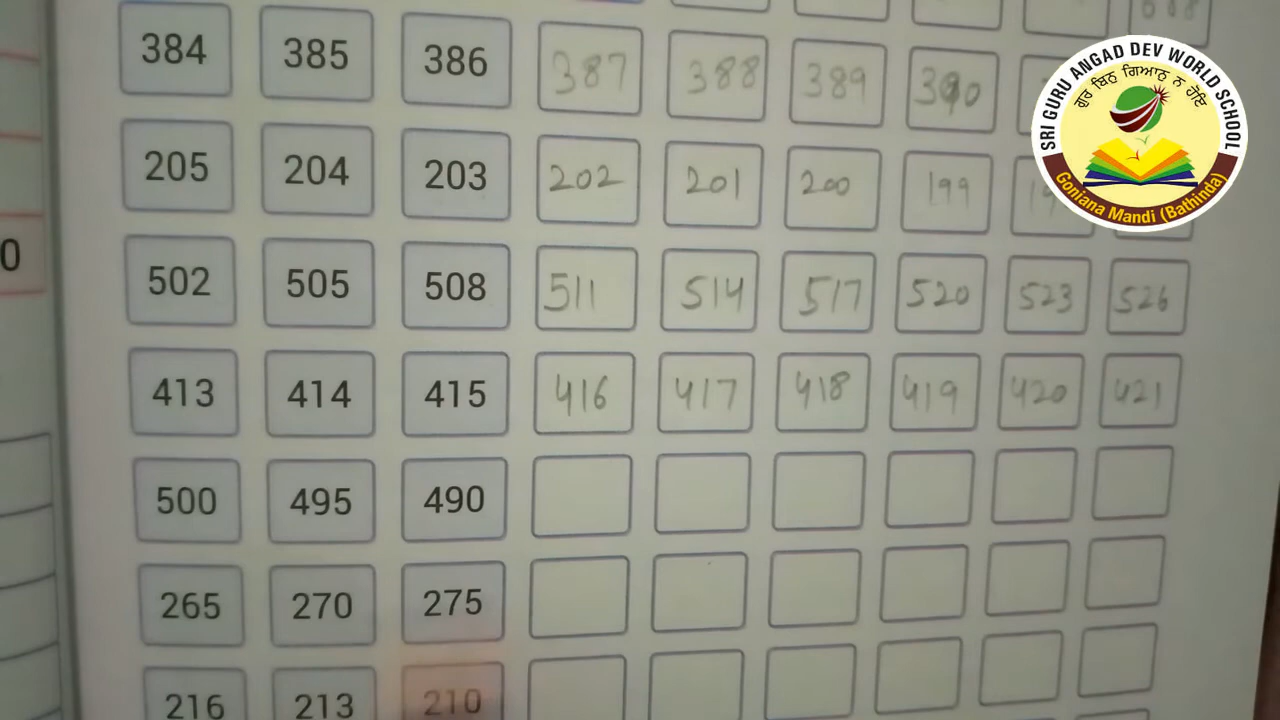 384 385 386 387 388 389 390
205 204 203 202 201 200 199
502 505 508 511 514 517 520 523 526
413 414 415 416 417 418 419 420 421
500 495 490
265 270 275
216 213 210
0
SRI GURU ANGAD DEV WORLD SCHOOL
ਗੁਰ ਬਿਨੁ ਗਿਆਨੁ ਨ ਹੋਇ
Goniana Mandi (Bathinda)